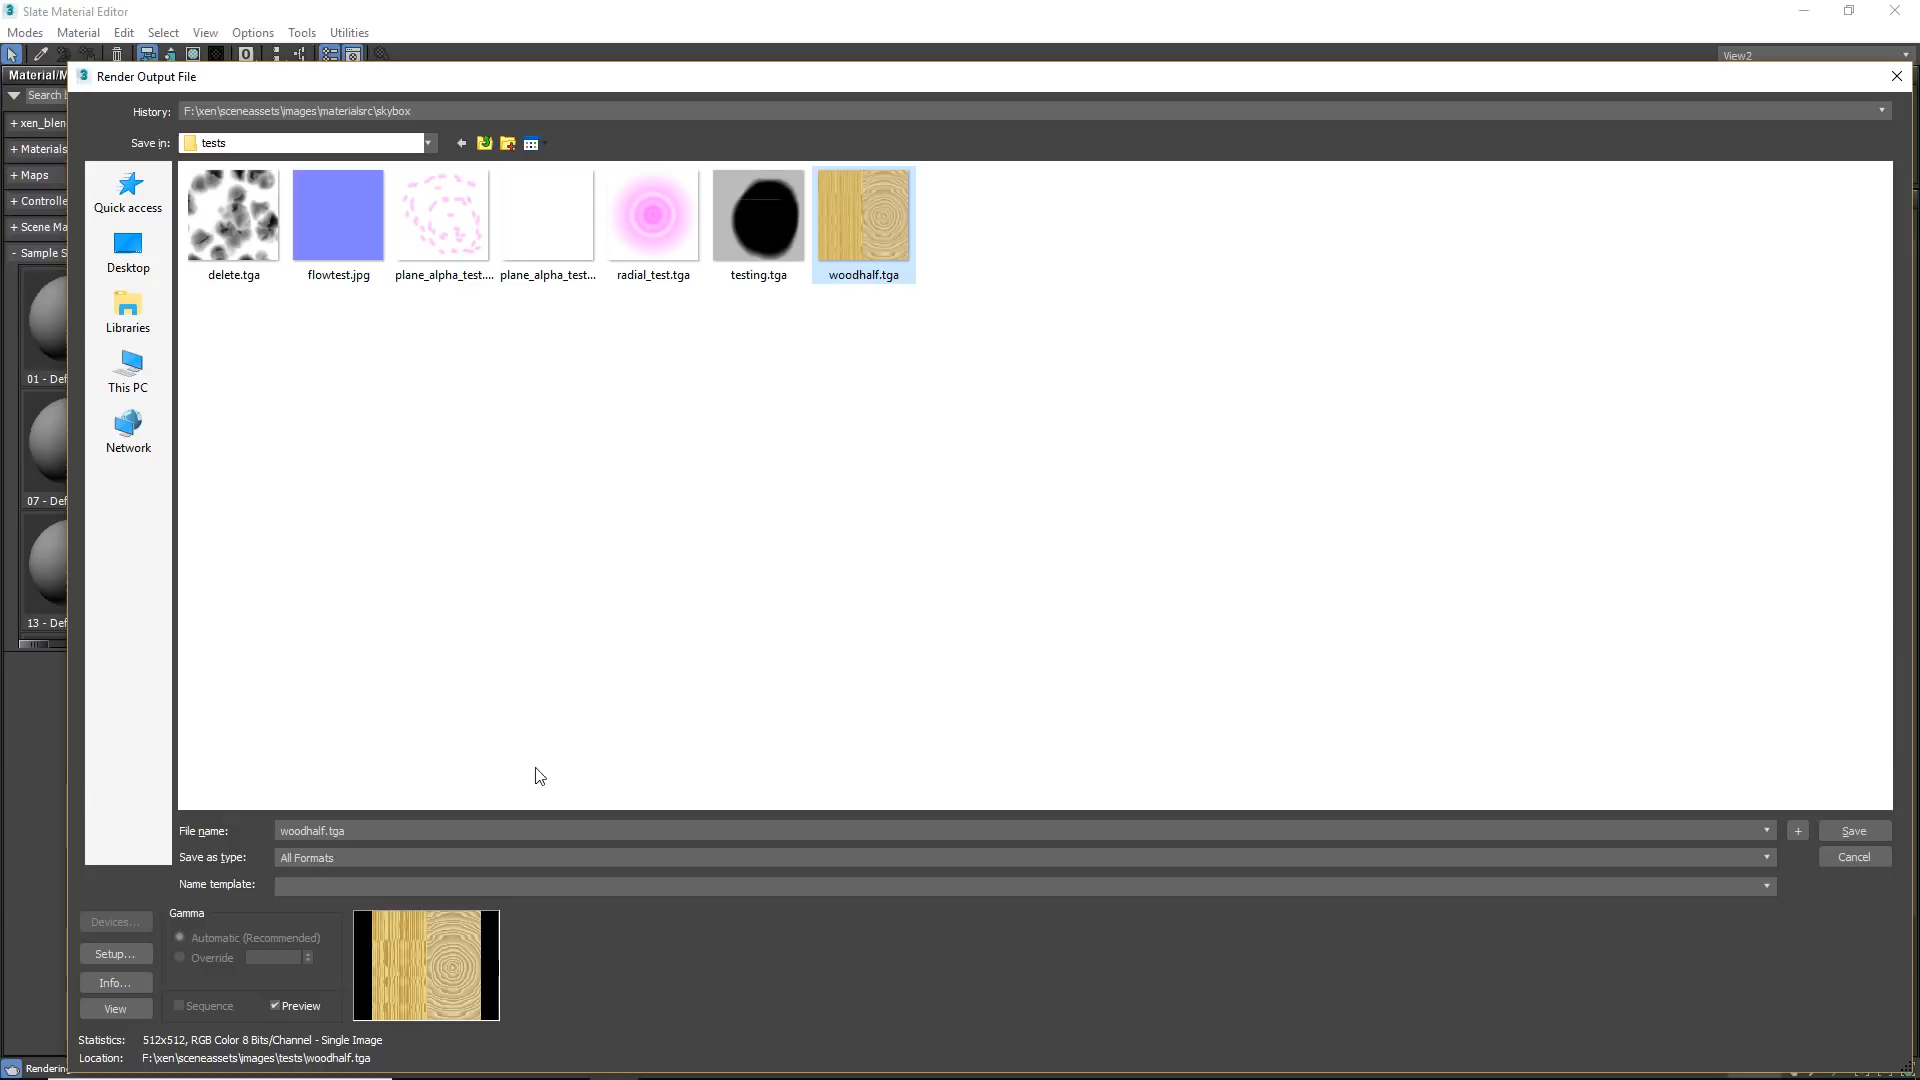 Slate Material Editor
Modes Material Edit Select View Options Tools Utilities
View2
Material/M
Render Output File
Search
History: F:\xen\sceneassets\images\materialsrc\skybox
+ xen_blen
Save in: tests
+ Materials
+ Maps
+ Controlle
+ Scene Ma
- Sample S
Quick access
Desktop
Libraries
This PC
Network
delete.tga flowtest.jpg plane_alpha_test.... plane_alpha_test... radial_test.tga testing.tga woodhalf.tga
01 - Def
07 - Def
13 - Def
File name: woodhalf.tga + Save
Save as type: All Formats Cancel
Name template:
Gamma
Devices...
Automatic (Recommended)
Setup...
Override
Info...
View
Sequence Preview
Statistics: 512x512, RGB Color 8 Bits/Channel - Single Image
Location: F:\xen\sceneassets\images\tests\woodhalf.tga
Rendering